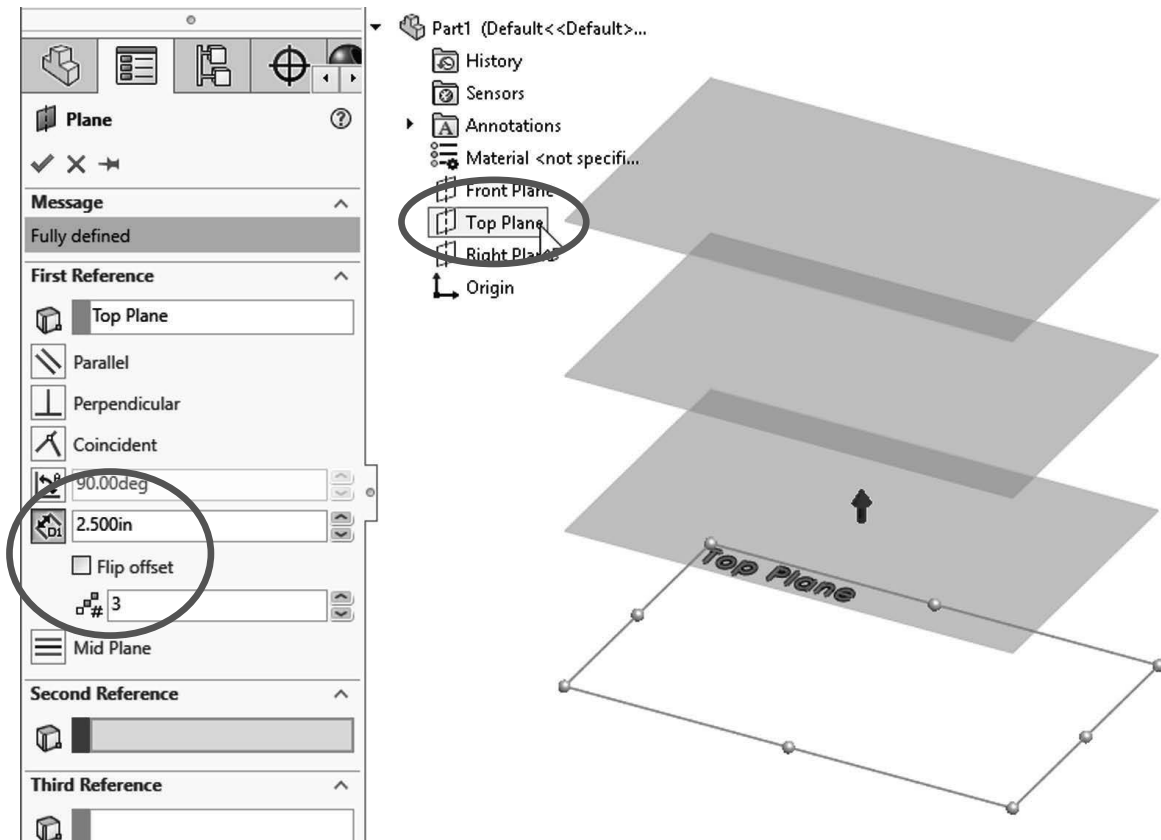 Plane
Message
Fully defined
First Reference
Top Plane
Parallel
Perpendicular
Coincident
90.00deg
D1
2.500in
Flip offset
# 3
Mid Plane
Second Reference
Third Reference
Part1 (Default<<Default>...
History
Sensors
A Annotations
Material <not specifi...
Front Plane
Top Plane
Right Plane
Origin
Top Plane